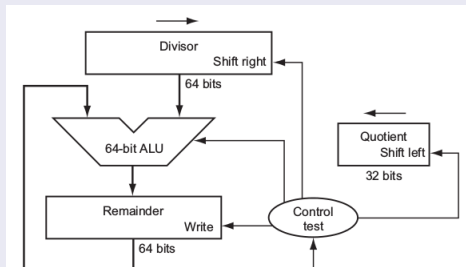 Divisor
Shift right
64 bits
64-bit ALU
Quotient
Shift left
32 bits
Remainder
Write
Control
test
64 bits